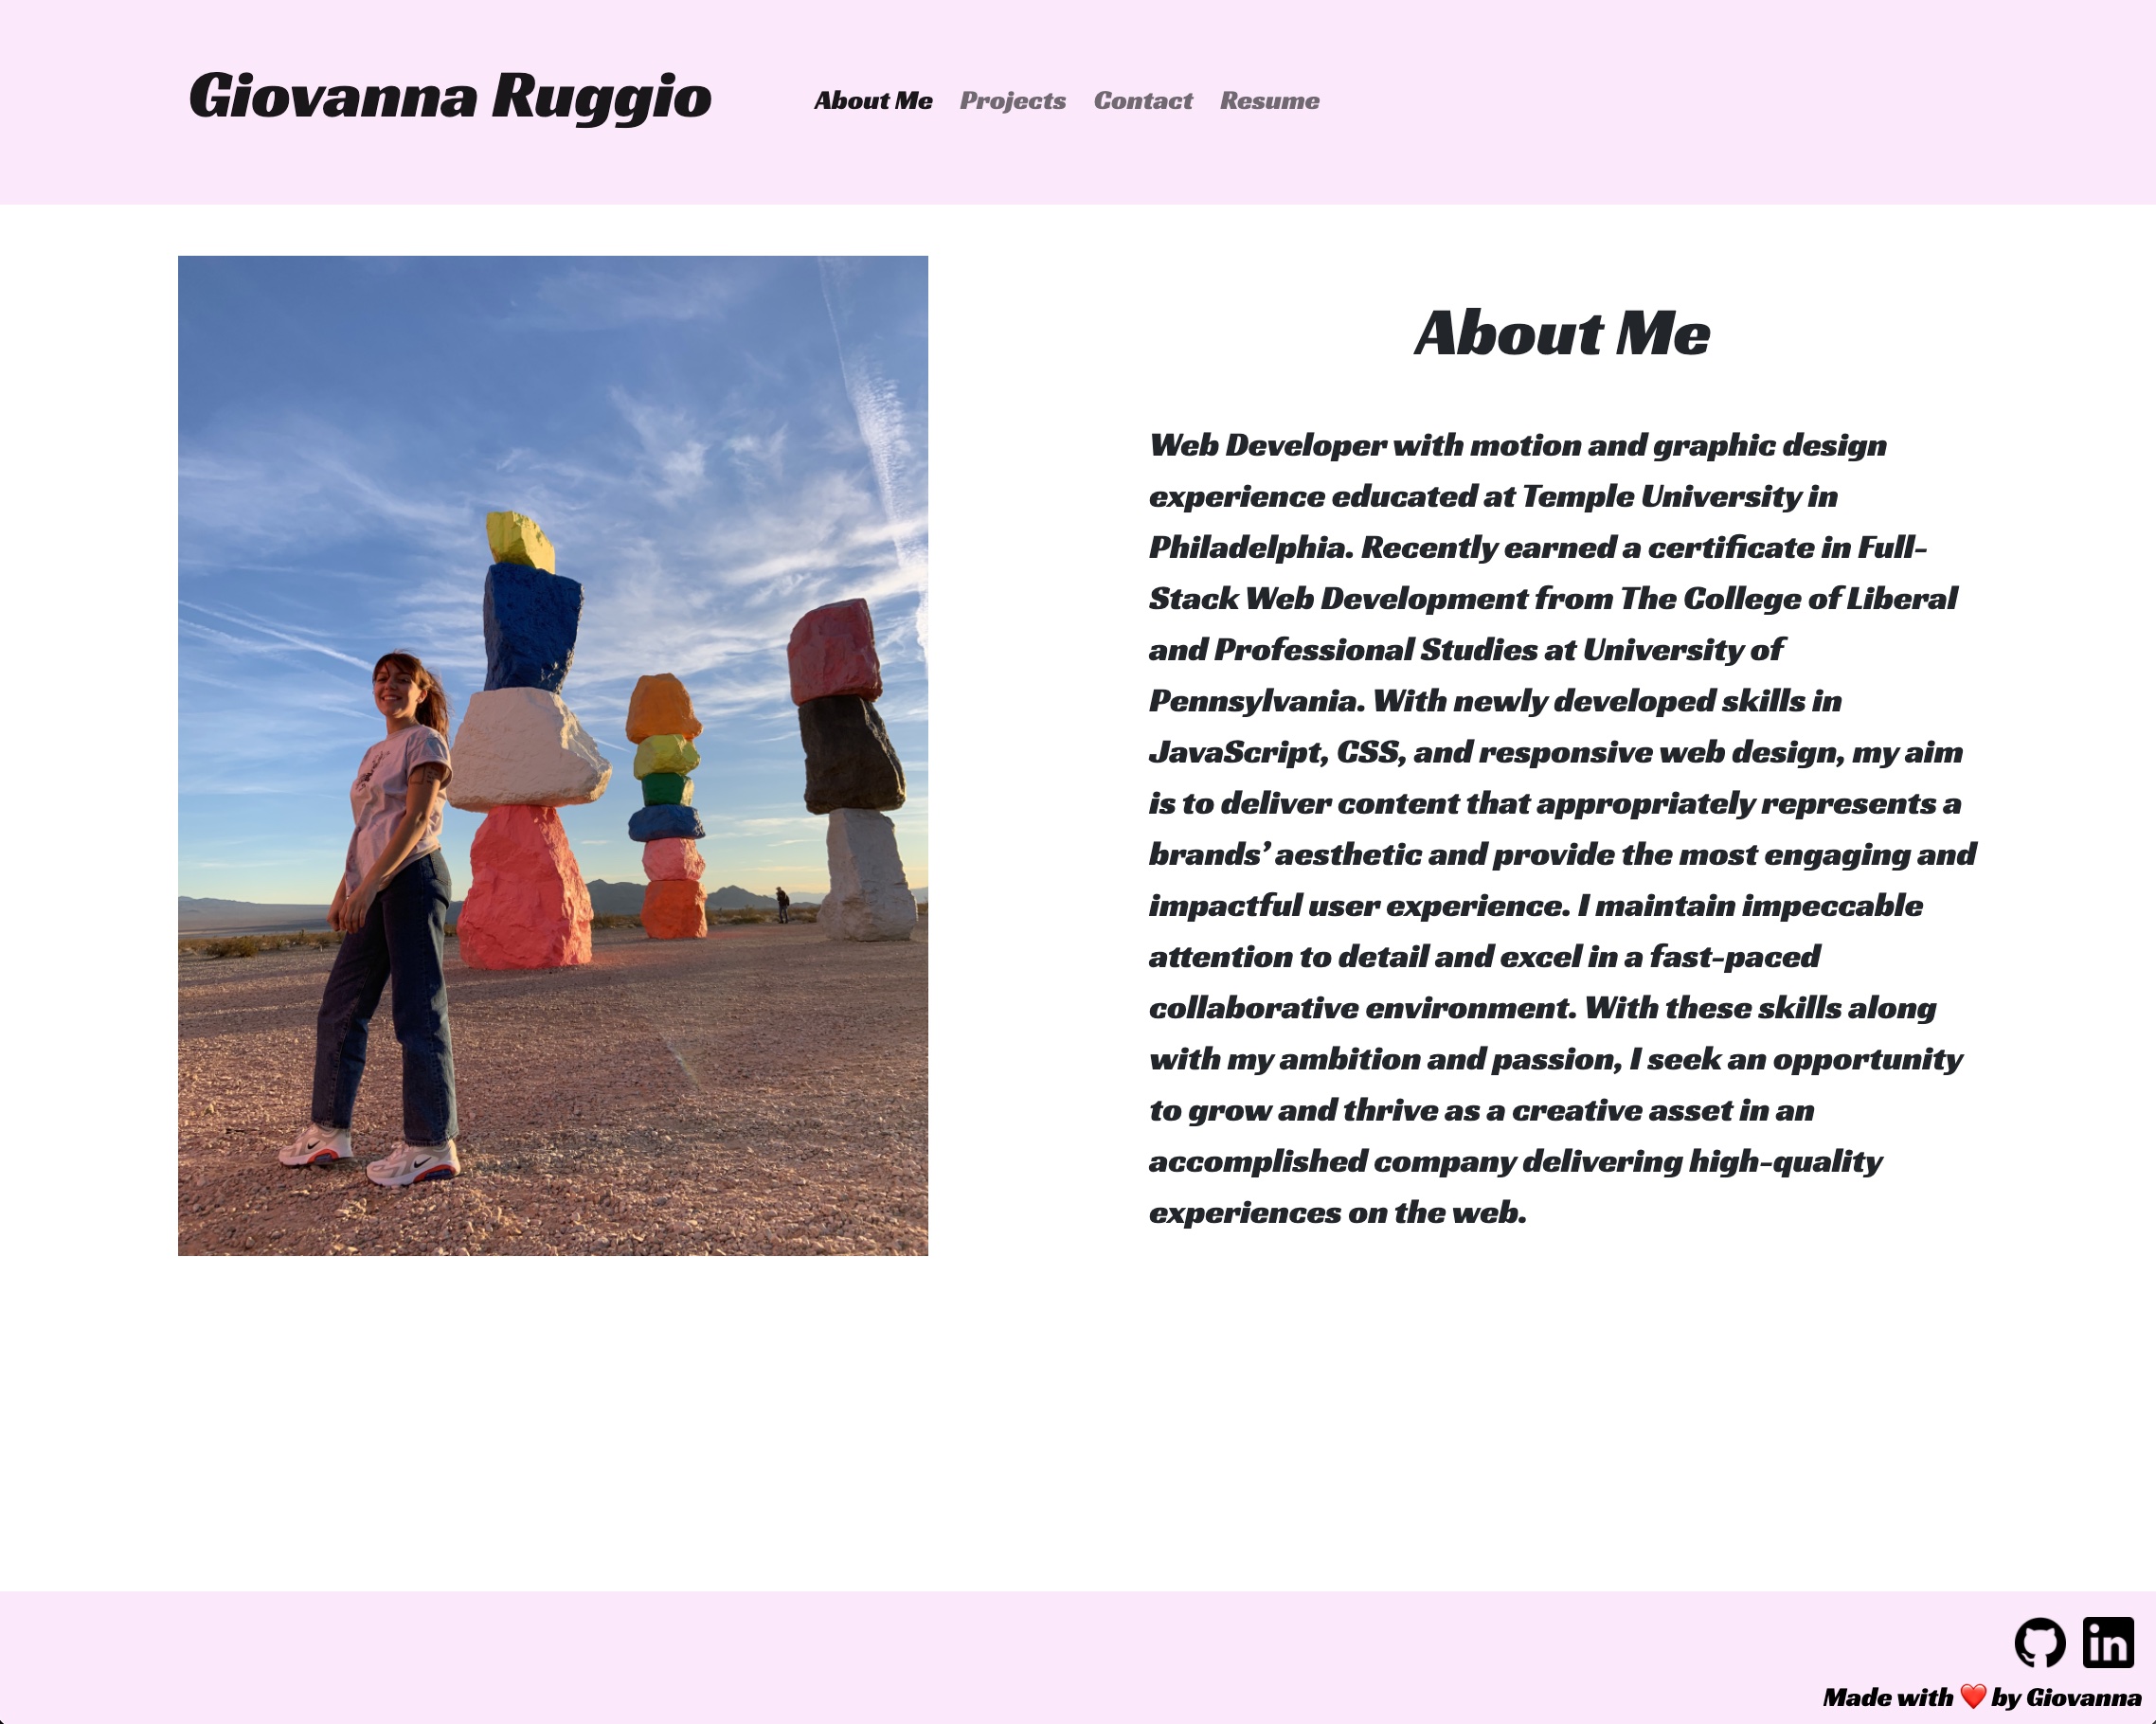 Giovanna Ruggio
About Me Projects Contact Resume
About Me
Web Developer with motion and graphic design
experience educated at Temple University in
Philadelphia. Recently earned a certificate in Full-
Stack Web Development from The College of Liberal
and Professional Studies at University of
Pennsylvania. With newly developed skills in
JavaScript, CSS, and responsive web design, my aim
is to deliver content that appropriately represents a
brands’ aesthetic and provide the most engaging and
impactful user experience. I maintain impeccable
attention to detail and excel in a fast-paced
collaborative environment. With these skills along
with my ambition and passion, I seek an opportunity
to grow and thrive as a creative asset in an
accomplished company delivering high-quality
experiences on the web.
in
Made with ❤️ by Giovanna